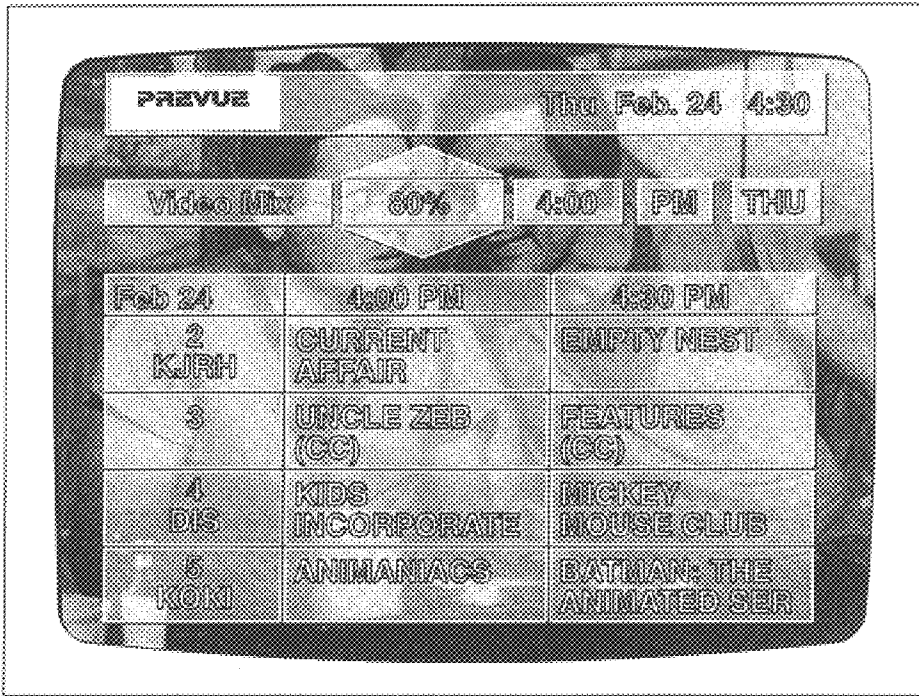 PREVUE Thu Feb. 24 4:30
Video Mix 80% 4:00 PM THU
Feb 24 4:00 PM 4:30 PM
2 CURRENT EMPTY NEST
KJRH AFFAIR
3 UNCLE ZEB FEATURES
(CC) (CC)
4 KIDS MICKEY
DIS INCORPORATE MOUSE CLUB
5 ANIMANIACS BATMAN: THE
KOKI ANIMATED SER